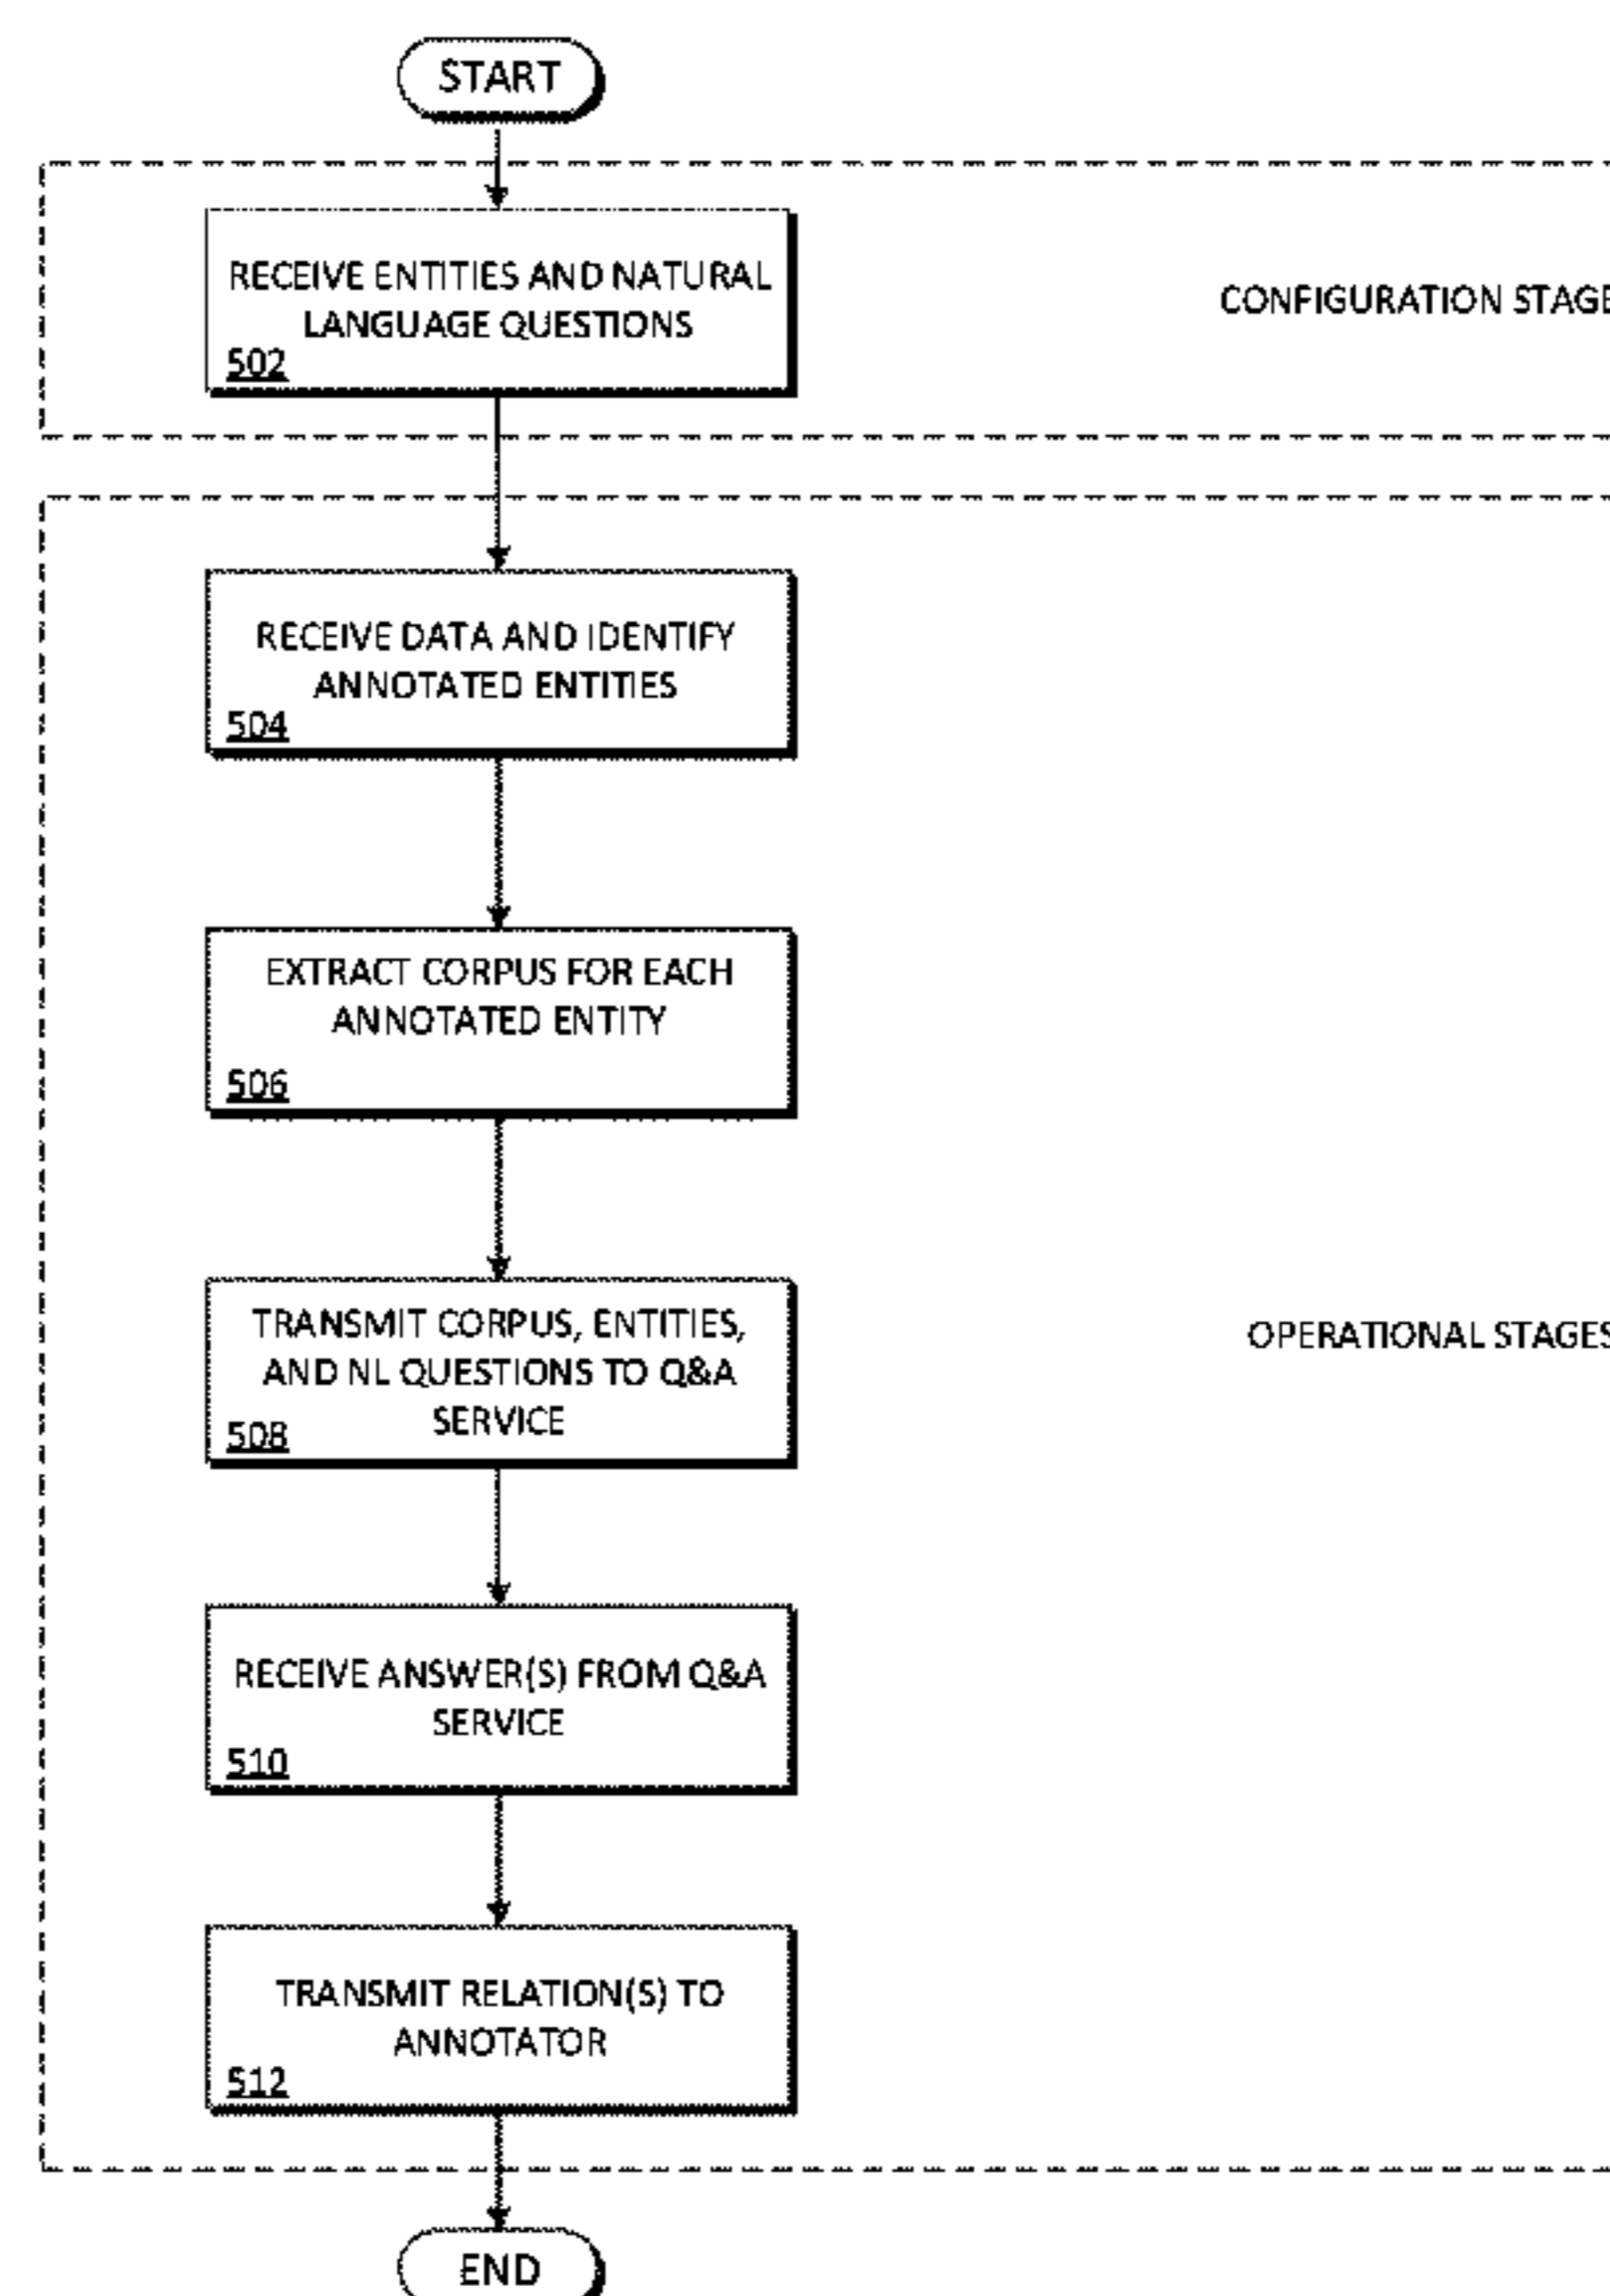 START
RECEIVE ENTITIES AND NATURAL
LANGUAGE QUESTIONS
502
CONFIGURATION STAGE
RECEIVE DATA AND IDENTIFY
ANNOTATED ENTITIES
504
EXTRACT CORPUS FOR EACH
ANNOTATED ENTITY
506
TRANSMIT CORPUS, ENTITIES,
AND NL QUESTIONS TO Q&A
SERVICE
508
OPERATIONAL STAGES
RECEIVE ANSWER(S) FROM Q&A
SERVICE
510
TRANSMIT RELATION(S) TO
ANNOTATOR
512
END